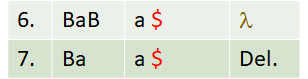 6. BaB a $ λ
7. Ba a $ Del.